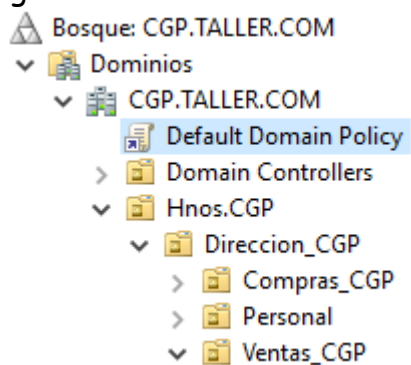 Bosque: CGP.TALLER.COM
Dominios
CGP.TALLER.COM
Default Domain Policy
Domain Controllers
Hnos.CGP
Direccion_CGP
Compras_CGP
Personal
Ventas_CGP